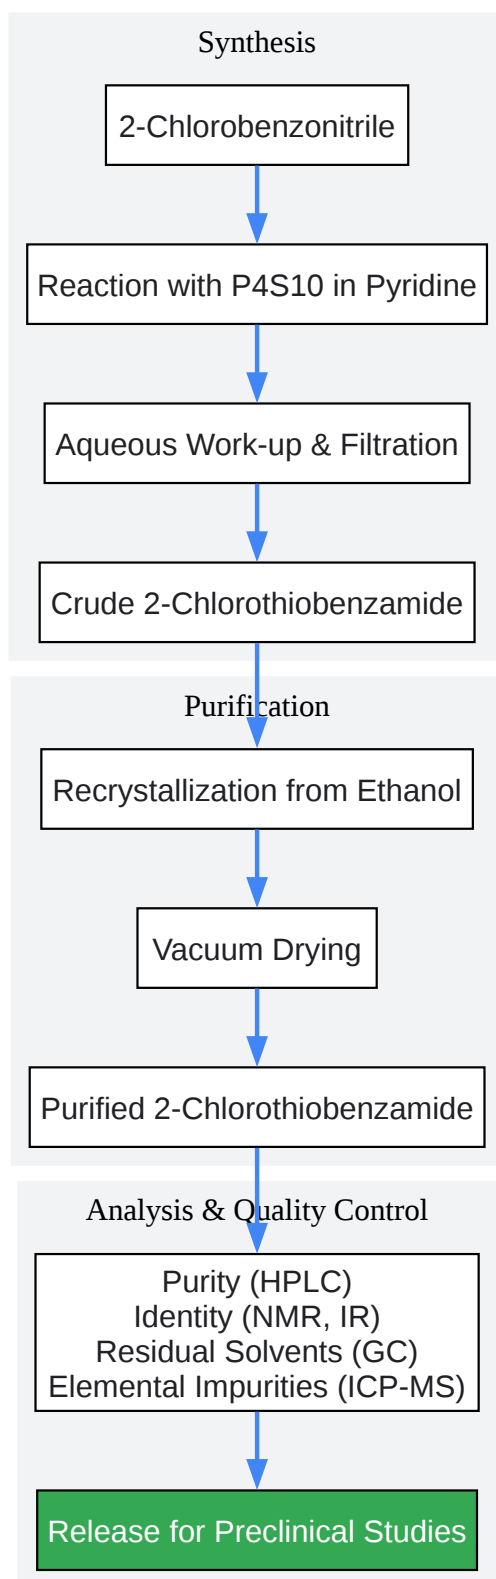 Synthesis
2-Chlorobenzonitrile
Reaction with P4S10 in Pyridine
Aqueous Work-up & Filtration
Crude 2-Chlorothiobenzamide
Purification
Recrystallization from Ethanol
Vacuum Drying
Purified 2-Chlorothiobenzamide
Analysis & Quality Control
Purity (HPLC)
Identity (NMR, IR)
Residual Solvents (GC)
Elemental Impurities (ICP-MS)
Release for Preclinical Studies